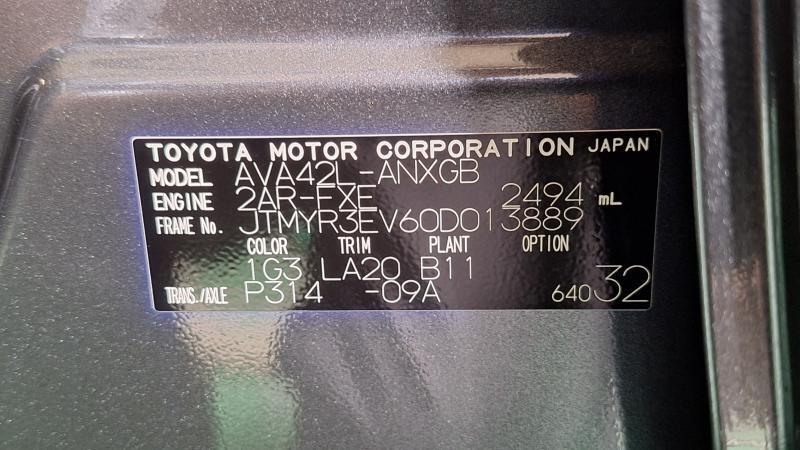 TOYOTA MOTOR CORPORATION JAPAN
MODEL AVA42L-ANXGB
ENGINE 2AR-FXE 2494 mL
FRAME No. JTMYR3EV60D013889
COLOR TRIM PLANT OPTION
1G3 LA20 B11
TRANS./AXLE P314 -09A 640 32